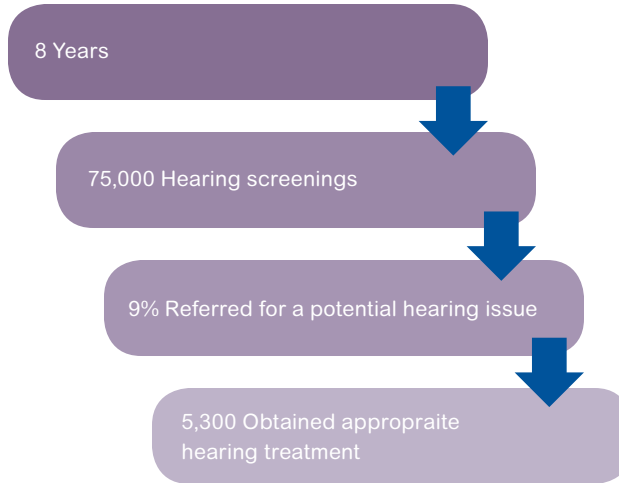 8 Years
75,000 Hearing screenings
9% Referred for a potential hearing issue
5,300 Obtained appropraite
hearing treatment